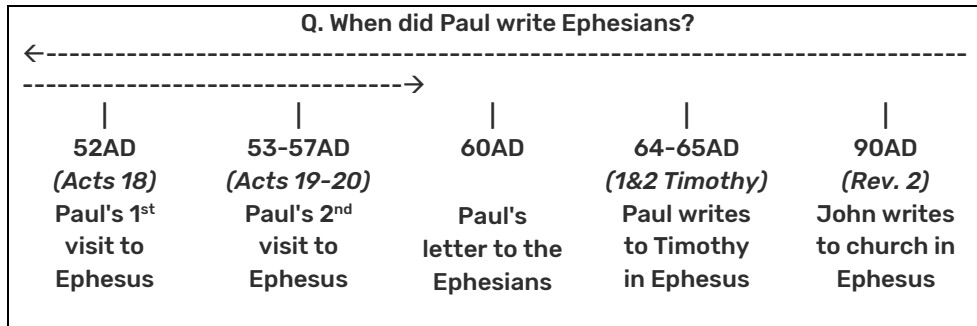 Q. When did Paul write Ephesians?
←-------------------------------------------------------------
---------------------------------→
| | | | |
52AD 53-57AD 60AD 64-65AD 90AD
(Acts 18) (Acts 19-20) (1&2 Timothy) (Rev. 2)
Paul's 1st Paul's 2nd Paul's Paul writes John writes
visit to visit to letter to the to Timothy to church in
Ephesus Ephesus Ephesians in Ephesus Ephesus